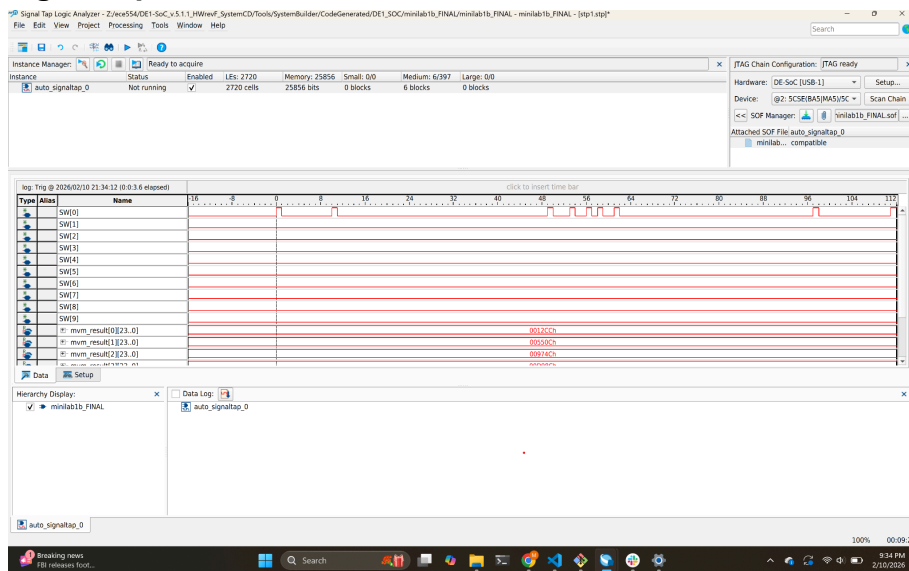 Signal Tap Logic Analyzer - Z:/ece554/DE1-SoC_v.5.1.1_HWrevF_SystemCD/Tools/SystemBuilder/CodeGenerated/DE1_SOC/minilab1b_FINAL/minilab1b_FINAL - minilab1b_FINAL - [stp1.stp]*
File Edit View Project Processing Tools Window Help
Search
Instance Manager: Ready to acquire
JTAG Chain Configuration: JTAG ready
Instance Status Enabled LEs: 2720 Memory: 25856 Small: 0/0 Medium: 6/397 Large: 0/0
auto_signaltap_0 Not running 2720 cells 25856 bits 0 blocks 6 blocks 0 blocks
Hardware: DE-SoC [USB-1] Setup...
Device: @2: 5CSE(BA5|MA5)/5C Scan Chain
<< SOF Manager: ninilab1b_FINAL.sof ...
Attached SOF File auto_signaltap_0
minilab... compatible
log: Trig @ 2026/02/10 21:34:12 (0:0:3.6 elapsed) click to insert time bar
Type Alias Name -16 -8 0 8 16 24 32 40 48 56 64 72 80 88 96 104 112
SW[0]
SW[1]
SW[2]
SW[3]
SW[4]
SW[5]
SW[6]
SW[7]
SW[8]
SW[9]
mvm_result[0][23..0] 0012CCh
mvm_result[1][23..0] 00550Ch
mvm_result[2][23..0] 00974Ch
Data Setup
Hierarchy Display: Data Log:
minilab1b_FINAL auto_signaltap_0
auto_signaltap_0
100% 00:09:
1
Breaking news
FBI releases foot...
Search
9:34 PM
2/10/2026